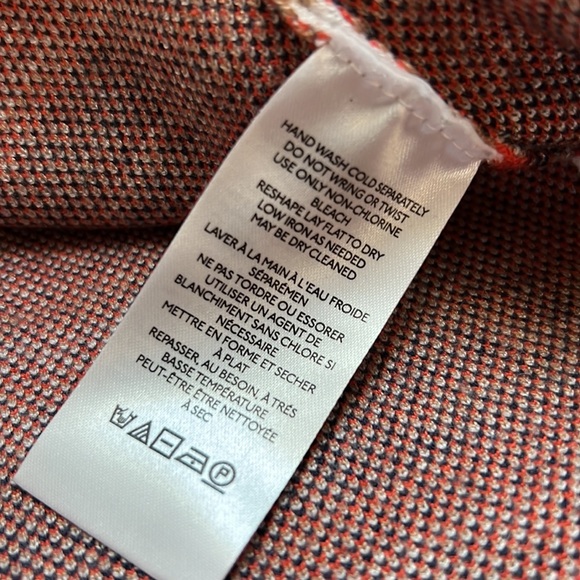 HAND WASH COLD SEPARATELY
DO NOT WRING OR TWIST
USE ONLY NON-CHLORINE
BLEACH
RESHAPE LAY FLAT TO DRY
LOW IRON AS NEEDED
MAY BE DRY CLEANED
LAVER À LA MAIN À L'EAU FROIDE
SÉPARÉMEN
NE PAS TORDRE OU ESSORER
UTILISER UN AGENT DE
BLANCHIMENT SANS CHLORE SI
NÉCESSAIRE
METTRE EN FORME ET SECHER
À PLAT
REPASSER, AU BESOIN, À TRÉS
BASSE TEMPÉRATURE
PEUT-ÊTRE ÊTRE NETTOYÉE
À SEC
P